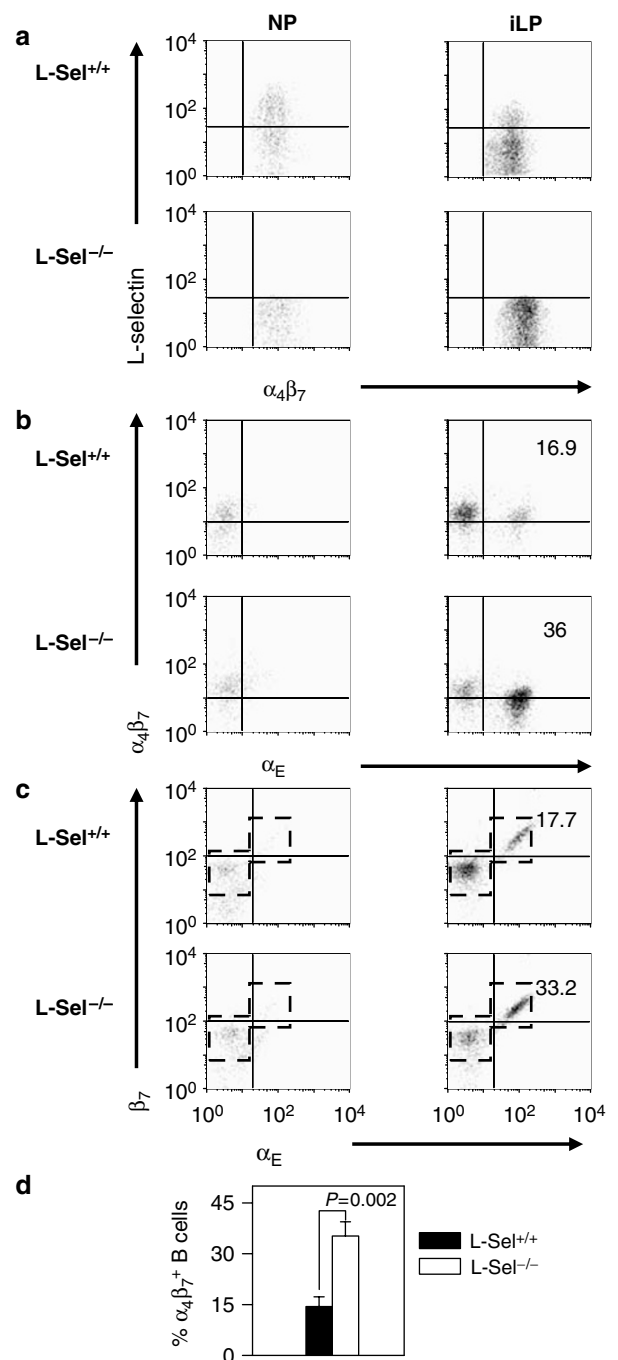 NP iLP
a
L-Sel+/+
10⁴
10²
10⁰
L-Sel−/−
10⁴
10²
10⁰
L-selectin
α₄β₇
b
L-Sel+/+
10⁴
10²
10⁰
16.9
L-Sel−/−
10⁴
10²
10⁰
36
α₄β₇
αE
c
L-Sel+/+
10⁴
10²
10⁰
17.7
L-Sel−/−
10⁴
10²
10⁰
33.2
β₇
10⁰ 10² 10⁴ 10⁰ 10² 10⁴
αE
d
% α₄β₇⁺ B cells
45
30
15
0
P=0.002
L-Sel+/+
L-Sel−/−